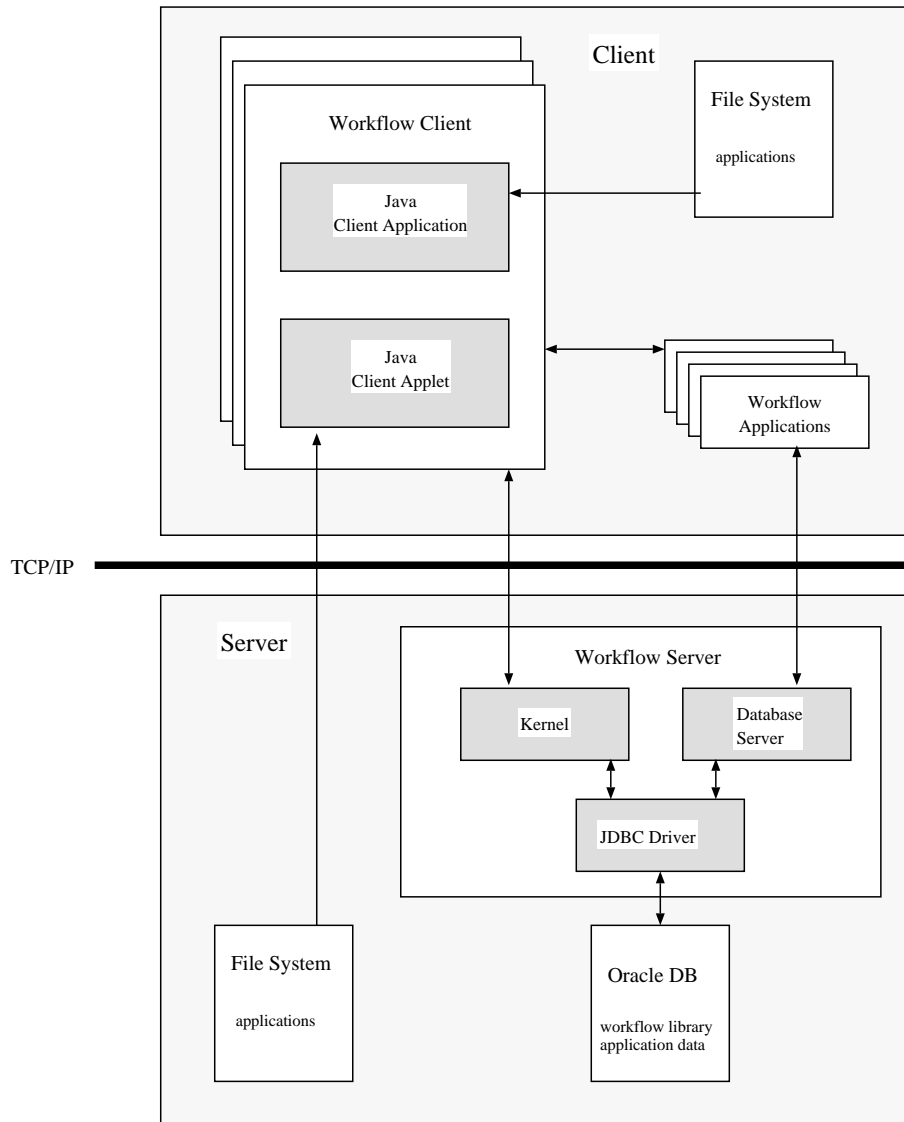 Client
File System
applications
Workflow Client
Java
Client Application
Java
Client Applet
Workflow
Applications
TCP/IP
Server
Workflow Server
Kernel
Database
Server
JDBC Driver
File System
applications
Oracle DB
workflow library
application data